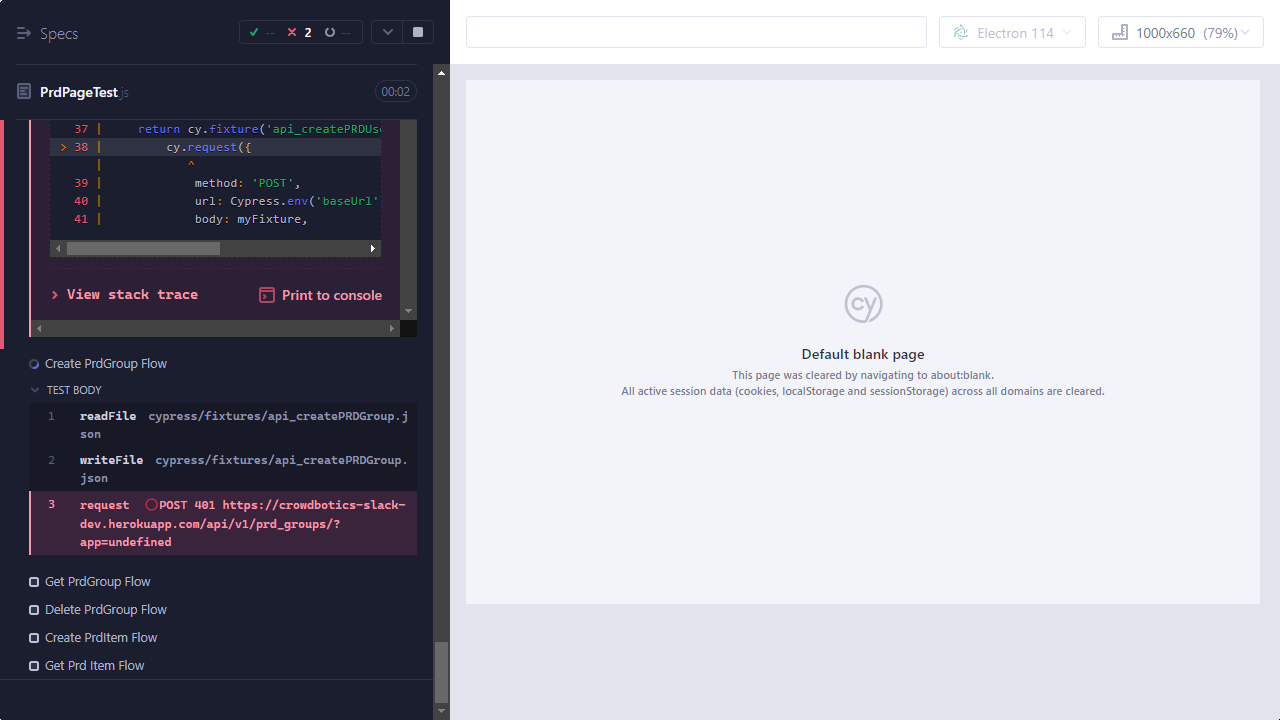 Specs
-- 2 --
PrdPageTest.js
00:02
37 | return cy.fixture('api_createPRDUs
> 38 | cy.request({
| ^
39 | method: 'POST',
40 | url: Cypress.env('baseUrl'
41 | body: myFixture,
View stack trace
Print to console
Create PrdGroup Flow
TEST BODY
1 readFile cypress/fixtures/api_createPRDGroup.j
son
2 writeFile cypress/fixtures/api_createPRDGroup.
json
3 request POST 401 https://crowdbotics-slack-
dev.herokuapp.com/api/v1/prd_groups/?
app=undefined
Get PrdGroup Flow
Delete PrdGroup Flow
Create PrdItem Flow
Get Prd Item Flow
Electron 114
1000x660 (79%)
cy
Default blank page
This page was cleared by navigating to about:blank.
All active session data (cookies, localStorage and sessionStorage) across all domains are cleared.